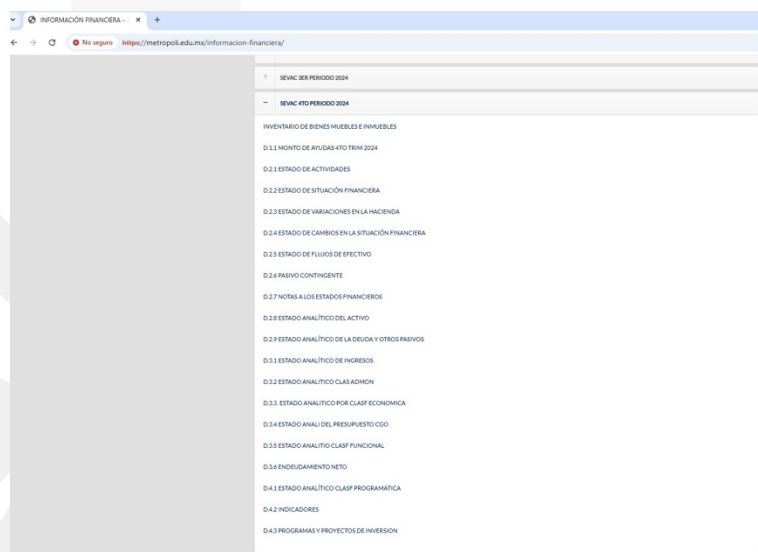 INFORMACIÓN FINANCIERA –
No seguro https://metropoli.edu.mx/informacion-financiera/
+ SEVAC 3ER PERIODO 2024
– SEVAC 4TO PERIODO 2024
INVENTARIO DE BIENES MUEBLES E INMUEBLES
D.1.1 MONTO DE AYUDAS 4TO TRIM 2024
D.2.1 ESTADO DE ACTIVIDADES
D.2.2 ESTADO DE SITUACIÓN FINANCIERA
D.2.3 ESTADO DE VARIACIONES EN LA HACIENDA
D.2.4 ESTADO DE CAMBIOS EN LA SITUACIÓN FINANCIERA
D.2.5 ESTADO DE FLUJOS DE EFECTIVO
D.2.6 PASIVO CONTINGENTE
D.2.7 NOTAS A LOS ESTADOS FINANCIEROS
D.2.8 ESTADO ANALÍTICO DEL ACTIVO
D.2.9 ESTADO ANALÍTICO DE LA DEUDA Y OTROS PASIVOS
D.3.1 ESTADO ANALÍTICO DE INGRESOS
D.3.2 ESTADO ANALITICO CLAS ADMON
D.3.3. ESTADO ANALITICO POR CLASF ECONOMICA
D.3.4 ESTADO ANALI DEL PRESUPUESTO CGO
D.3.5 ESTADO ANALITIO CLASF FUNCIONAL
D.3.6 ENDEUDAMIENTO NETO
D.4.1 ESTADO ANALÍTICO CLASF PROGRAMATICA
D.4.2 INDICADORES
D.4.3 PROGRAMAS Y PROYECTOS DE INVERSION